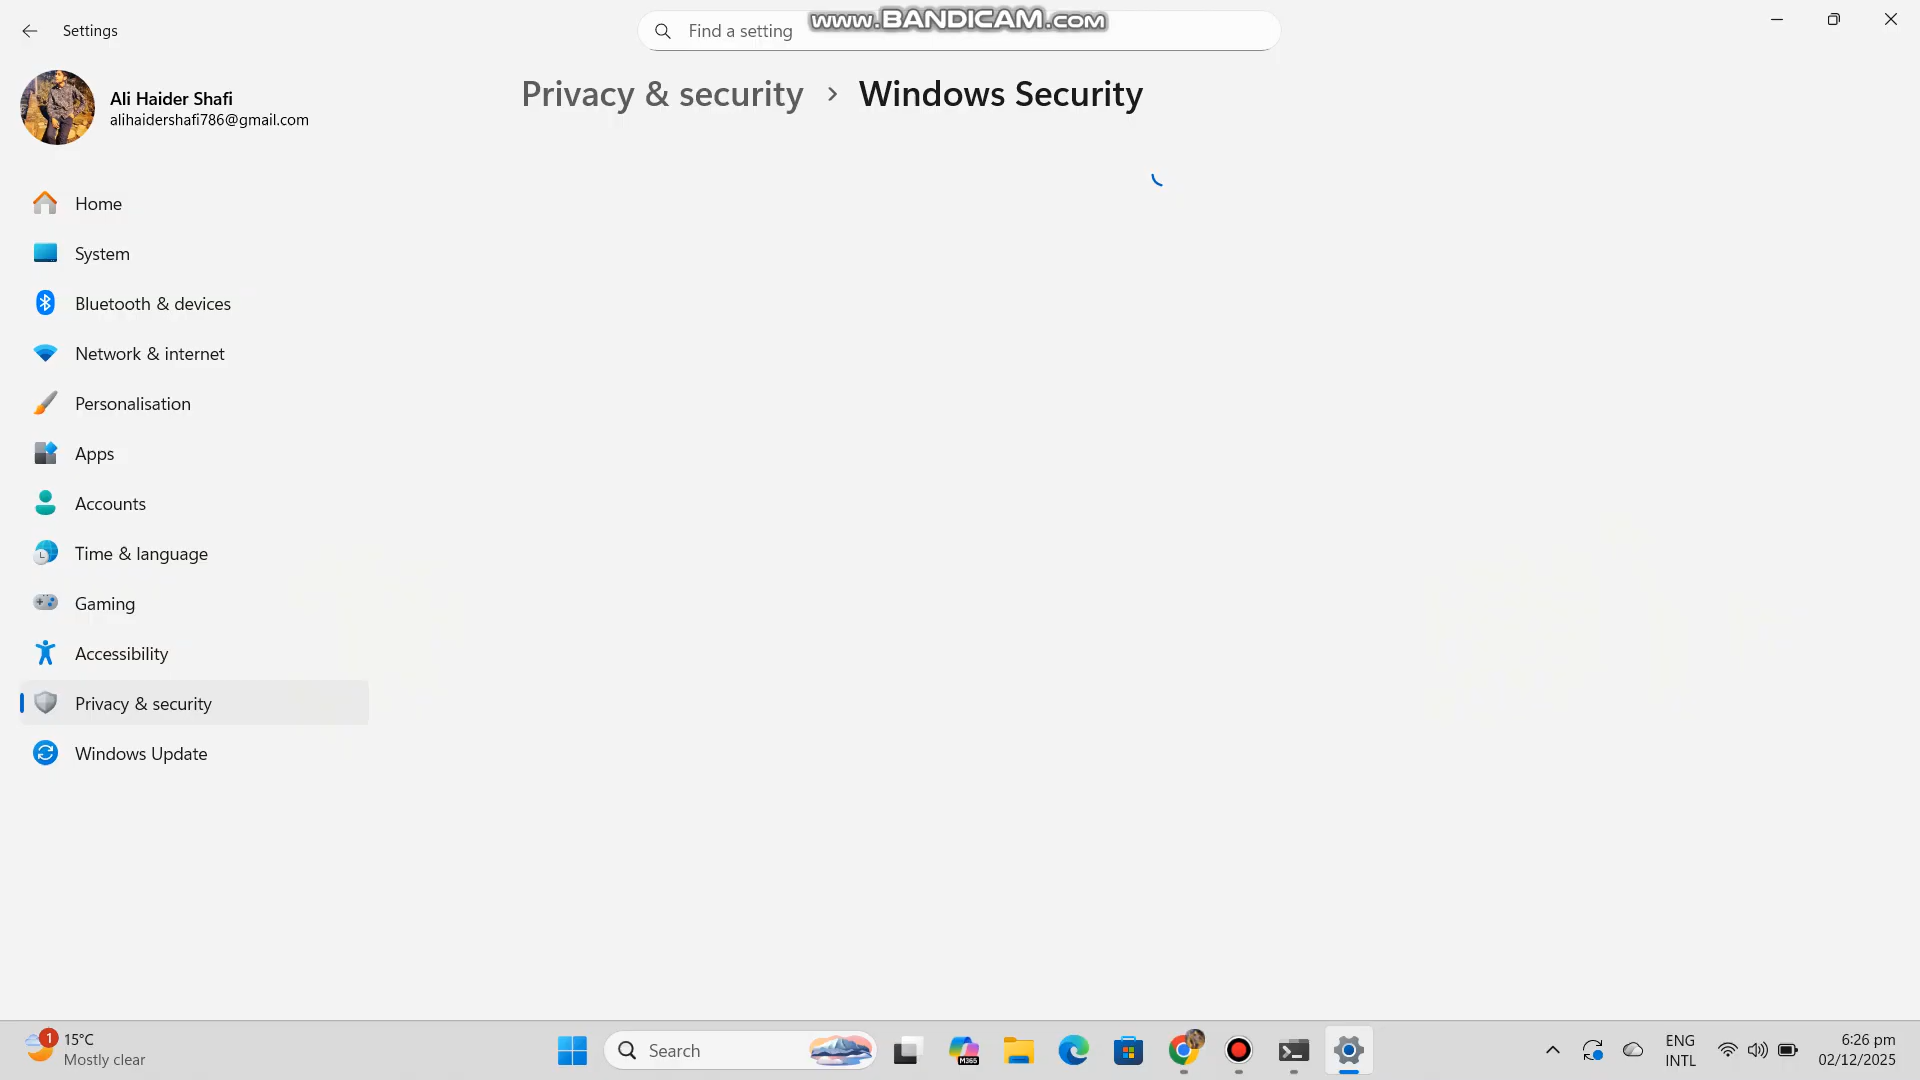 Settings
Find a setting
www.BANDICAM.com
Ali Haider Shafi
alihaidershafi786@gmail.com
Privacy & security > Windows Security
Home
System
Bluetooth & devices
Network & internet
Personalisation
Apps
Accounts
Time & language
Gaming
Accessibility
Privacy & security
Windows Update
1
15°C
Mostly clear
Search
M365
ENG
INTL
6:26 pm
02/12/2025